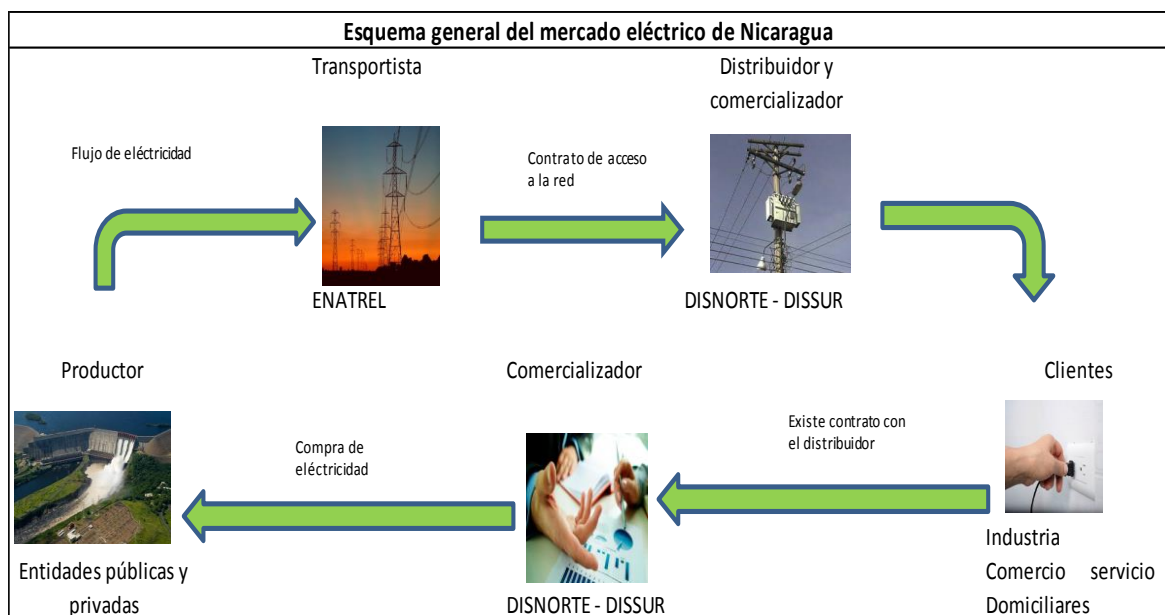 Esquema general del mercado eléctrico de Nicaragua
Transportista
Distribuidor y
comercializador
Flujo de eléctricidad
Contrato de acceso
a la red
ENATREL
DISNORTE - DISSUR
Productor
Comercializador
Clientes
Compra de
eléctricidad
Existe contrato con
el distribuidor
Entidades públicas y
privadas
DISNORTE - DISSUR
Industria
Comercio servicio
Domiciliares